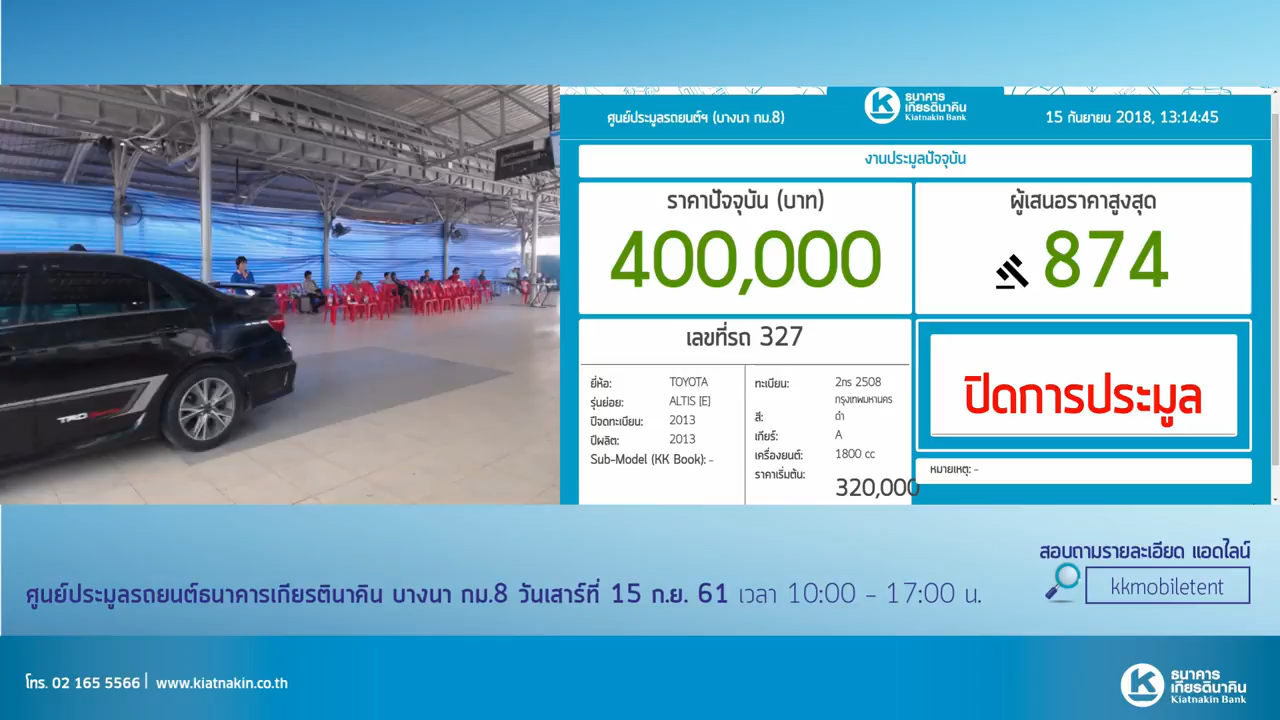 ศูนย์ประมูลรถยนต์ฯ (บางนา กม.8)
ธนาคาร
เกียรตินาคิน
Kiatnakin Bank
15 กันยายน 2018, 13:14:45
งานประมูลปัจจุบัน
ราคาปัจจุบัน (บาท)
400,000
ผู้เสนอราคาสูงสุด
874
เลขที่รถ 327
ยี่ห้อ: TOYOTA
รุ่นย่อย: ALTIS [E]
ปีจดทะเบียน: 2013
ปีผลิต: 2013
Sub-Model (KK Book): -
ทะเบียน: 2กร 2508
กรุงเทพมหานคร
สี: ดำ
เกียร์: A
เครื่องยนต์: 1800 cc
ราคาเริ่มต้น: 320,000
ปิดการประมูล
หมายเหตุ: -
TRD
สอบถามรายละเอียด แอดไลน์
kkmobiletent
ศูนย์ประมูลรถยนต์ธนาคารเกียรตินาคิน บางนา กม.8 วันเสาร์ที่ 15 ก.ย. 61 เวลา 10:00 - 17:00 น.
โทร. 02 165 5566 | www.kiatnakin.co.th
ธนาคาร
เกียรตินาคิน
Kiatnakin Bank